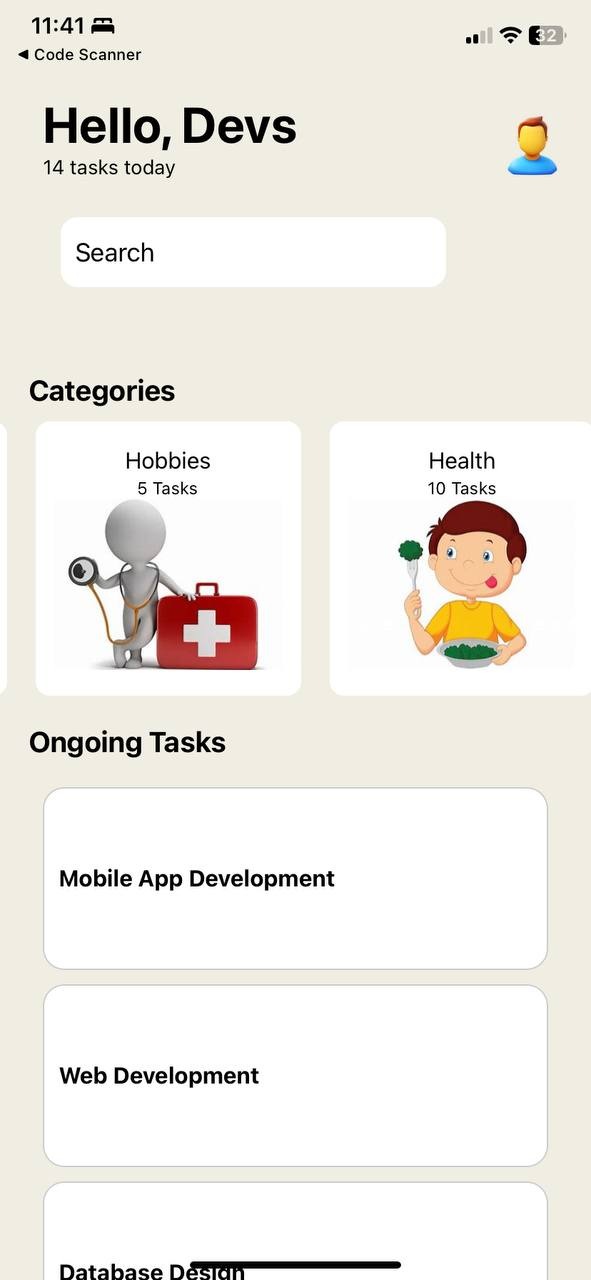 11:41
◀ Code Scanner
32
Hello, Devs
14 tasks today
Search
Categories
Hobbies
5 Tasks
Health
10 Tasks
Ongoing Tasks
Mobile App Development
Web Development
Database Design